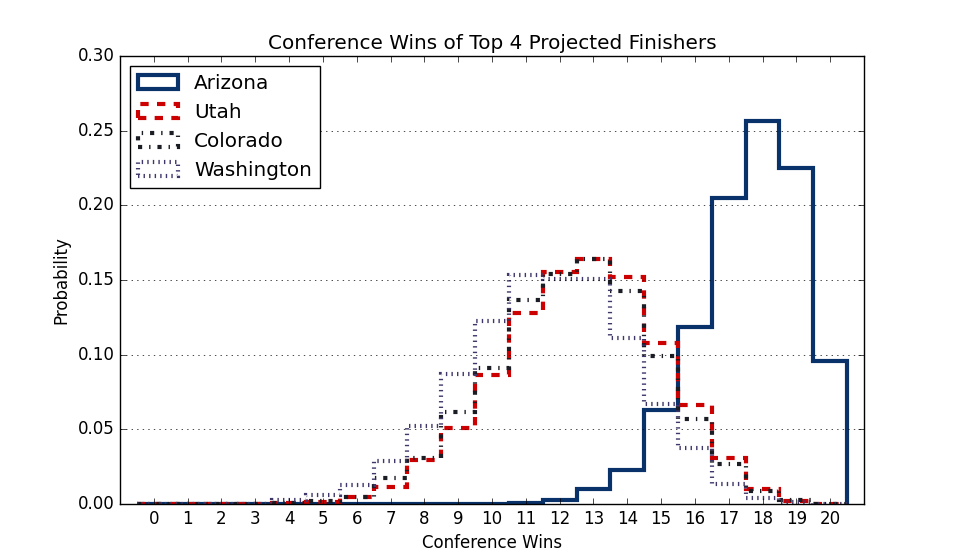 Conference Wins of Top 4 Projected Finishers
0.30
0.25
0.20
0.15
0.10
0.05
0.00
Probability
Arizona
Utah
Colorado
Washington
0 1 2 3 4 5 6 7 8 9 10 11 12 13 14 15 16 17 18 19 20
Conference Wins